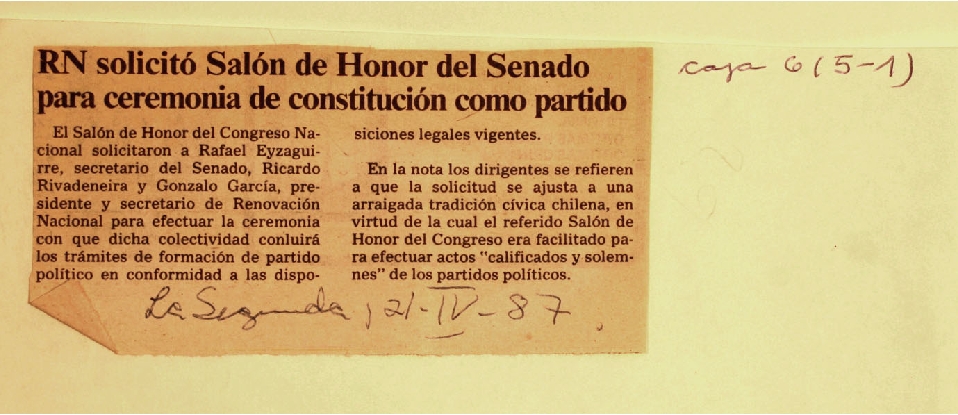 RN solicitó Salón de Honor del Senado
para ceremonia de constitución como partido
El Salón de Honor del Congreso Na-
cional solicitaron a Rafael Eyzagui-
rre, secretario del Senado, Ricardo
Rivadeneira y Gonzalo García, pre-
sidente y secretario de Renovación
Nacional para efectuar la ceremonia
con que dicha colectividad conluirá
los trámites de formación de partido
político en conformidad a las dispo-
siciones legales vigentes.
En la nota los dirigentes se refieren
a que la solicitud se ajusta a una
arraigada tradición cívica chilena, en
virtud de la cual el referido Salón de
Honor del Congreso era facilitado pa-
ra efectuar actos "calificados y solem-
nes" de los partidos políticos.
La Segunda, 21-IV-87
caja 6 (5-1)